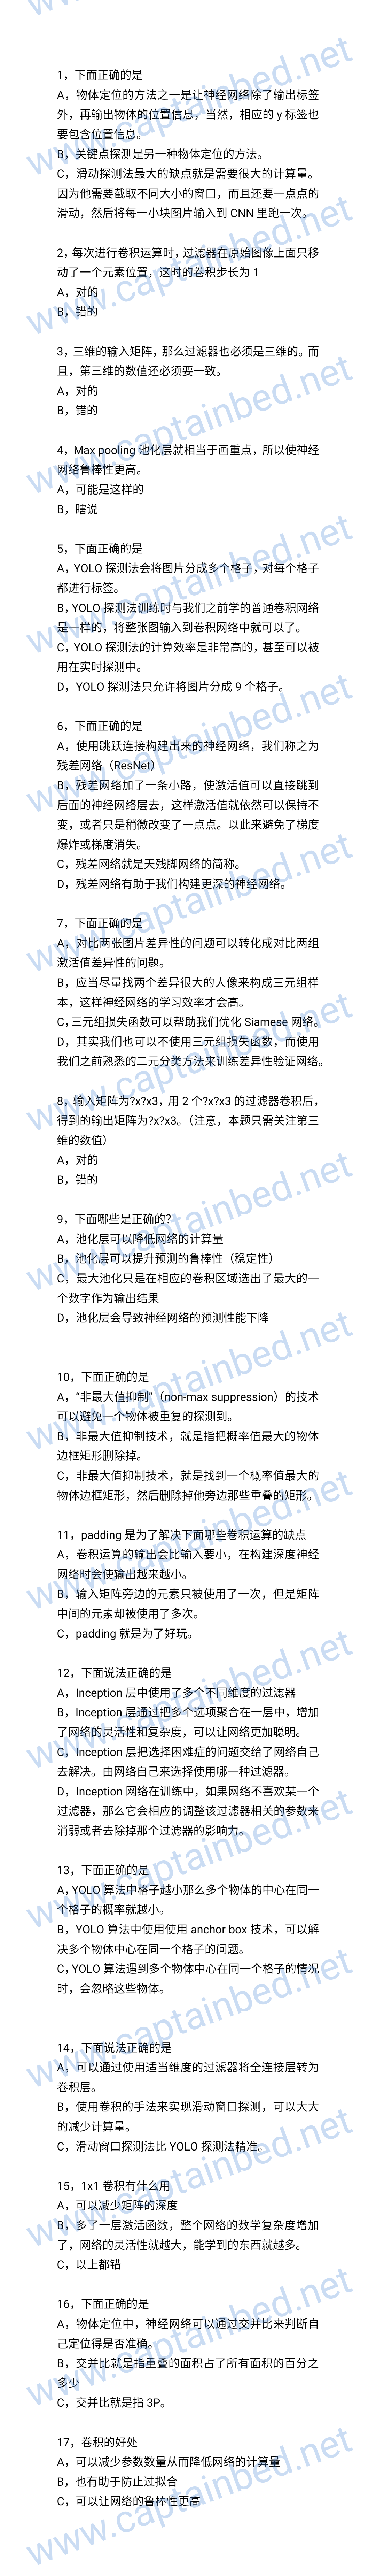 1，下面正确的是
A，物体定位的方法之一是让神经网络除了输出标签
外，再输出物体的位置信息，当然，相应的 y 标签也
要包含位置信息。
B，关键点探测是另一种物体定位的方法。
C，滑动探测法最大的缺点就是需要很大的计算量。
因为他需要截取不同大小的窗口，而且还要一点点的
滑动，然后将每一小块图片输入到 CNN 里跑一次。
2，每次进行卷积运算时，过滤器在原始图像上面只移
动了一个元素位置，这时的卷积步长为 1
A，对的
B，错的
3，三维的输入矩阵，那么过滤器也必须是三维的。而
且，第三维的数值还必须要一致。
A，对的
B，错的
4，Max pooling 池化层就相当于画重点，所以使神经
网络鲁棒性更高。
A，可能是这样的
B，瞎说
5，下面正确的是
A，YOLO 探测法会将图片分成多个格子，对每个格子
都进行标签。
B，YOLO 探测法训练时与我们之前学的普通卷积网络
是一样的，将整张图输入到卷积网络中就可以了。
C，YOLO 探测法的计算效率是非常高的，甚至可以被
用在实时探测中。
D，YOLO 探测法只允许将图片分成 9 个格子。
6，下面正确的是
A，使用跳跃连接构建出来的神经网络，我们称之为
残差网络（ResNet）
B，残差网络加了一条小路，使激活值可以直接跳到
后面的神经网络层去，这样激活值就依然可以保持不
变，或者只是稍微改变了一点点。以此来避免了梯度
爆炸或梯度消失。
C，残差网络就是天残脚网络的简称。
D，残差网络有助于我们构建更深的神经网络。
7，下面正确的是
A，对比两张图片差异性的问题可以转化成对比两组
激活值差异性的问题。
B，应当尽量找两个差异很大的人像来构成三元组样
本，这样神经网络的学习效率才会高。
C，三元组损失函数可以帮助我们优化 Siamese 网络。
D，其实我们也可以不使用三元组损失函数，而使用
我们之前熟悉的二元分类方法来训练差异性验证网络。
8，输入矩阵为?x?x3，用 2 个?x?x3 的过滤器卷积后，
得到的输出矩阵为?x?x3。（注意，本题只需关注第三
维的数值）
A，对的
B，错的
9，下面哪些是正确的？
A，池化层可以降低网络的计算量
B，池化层可以提升预测的鲁棒性（稳定性）
C，最大池化只是在相应的卷积区域选出了最大的一
个数字作为输出结果
D，池化层会导致神经网络的预测性能下降
10，下面正确的是
A，“非最大值抑制”（non-max suppression）的技术
可以避免一个物体被重复的探测到。
B，非最大值抑制技术，就是指把概率值最大的物体
边框矩形删除掉。
C，非最大值抑制技术，就是找到一个概率值最大的
物体边框矩形，然后删除掉他旁边那些重叠的矩形。
11，padding 是为了解决下面哪些卷积运算的缺点
A，卷积运算的输出会比输入要小，在构建深度神经
网络时会使输出越来越小。
B，输入矩阵旁边的元素只被使用了一次，但是矩阵
中间的元素却被使用了多次。
C，padding 就是为了好玩。
12，下面说法正确的是
A，Inception 层中使用了多个不同维度的过滤器
B，Inception 层通过把多个选项聚合在一层中，增加
了网络的灵活性和复杂度，可以让网络更加聪明。
C，Inception 层把选择困难症的问题交给了网络自己
去解决。由网络自己来选择使用哪一种过滤器。
D，Inception 网络在训练中，如果网络不喜欢某一个
过滤器，那么它会相应的调整该过滤器相关的参数来
消弱或者去除掉那个过滤器的影响力。
13，下面正确的是
A，YOLO 算法中格子越小那么多个物体的中心在同一
个格子的概率就越小。
B，YOLO 算法中使用使用 anchor box 技术，可以解
决多个物体中心在同一个格子的问题。
C，YOLO 算法遇到多个物体中心在同一个格子的情况
时，会忽略这些物体。
14，下面说法正确的是
A，可以通过使用适当维度的过滤器将全连接层转为
卷积层。
B，使用卷积的手法来实现滑动窗口探测，可以大大
的减少计算量。
C，滑动窗口探测法比 YOLO 探测法精准。
15，1x1 卷积有什么用
A，可以减少矩阵的深度
B，多了一层激活函数，整个网络的数学复杂度增加
了，网络的灵活性就越大，能学到的东西就越多。
C，以上都错
16，下面正确的是
A，物体定位中，神经网络可以通过交并比来判断自
己定位得是否准确。
B，交并比就是指重叠的面积占了所有面积的百分之
多少
C，交并比就是指 3P。
17，卷积的好处
A，可以减少参数数量从而降低网络的计算量
B，也有助于防止过拟合
C，可以让网络的鲁棒性更高
www.captainbed.net